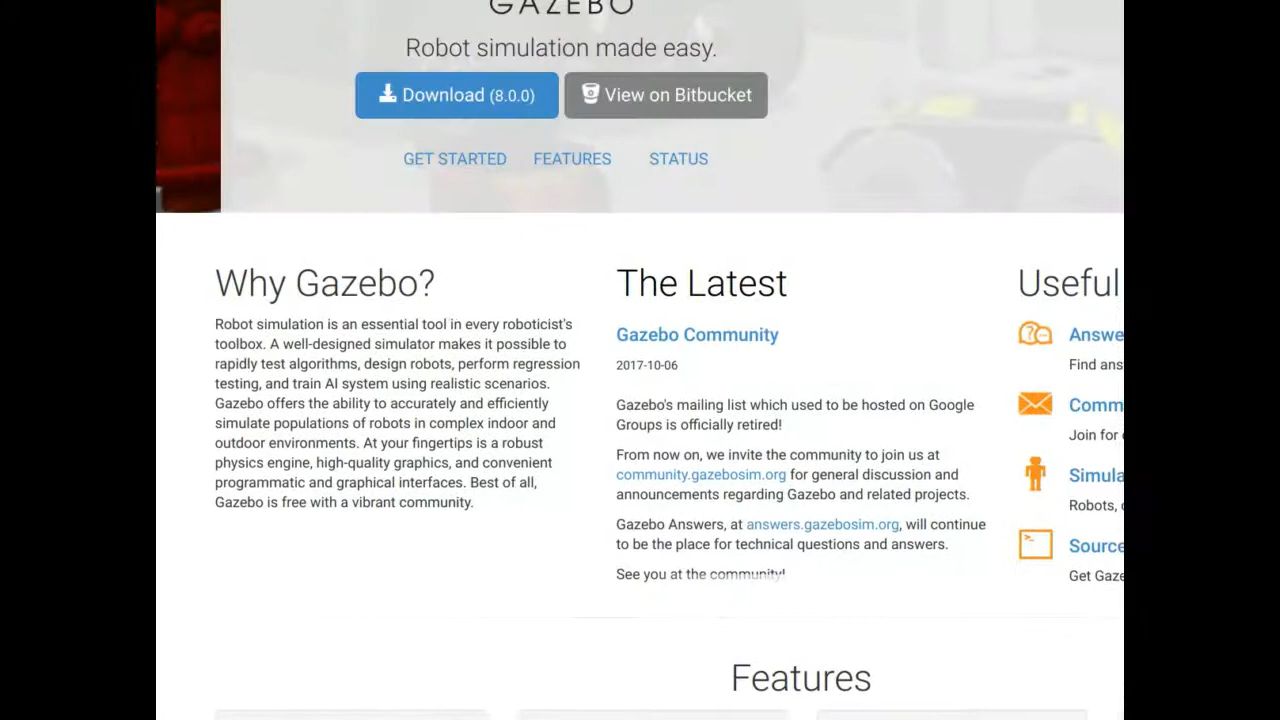 GAZEBO
Robot simulation made easy.
Download (8.0.0)
View on Bitbucket
GET STARTED
FEATURES
STATUS
Why Gazebo?
Robot simulation is an essential tool in every roboticist's
toolbox. A well-designed simulator makes it possible to
rapidly test algorithms, design robots, perform regression
testing, and train AI system using realistic scenarios.
Gazebo offers the ability to accurately and efficiently
simulate populations of robots in complex indoor and
outdoor environments. At your fingertips is a robust
physics engine, high-quality graphics, and convenient
programmatic and graphical interfaces. Best of all,
Gazebo is free with a vibrant community.
The Latest
Gazebo Community
2017-10-06
Gazebo's mailing list which used to be hosted on Google
Groups is officially retired!
From now on, we invite the community to join us at
community.gazebosim.org for general discussion and
announcements regarding Gazebo and related projects.
Gazebo Answers, at answers.gazebosim.org, will continue
to be the place for technical questions and answers.
See you at the community!
Useful
Answe
Find ans
Comm
Join for
Simula
Robots,
Source
Get Gaze
Features